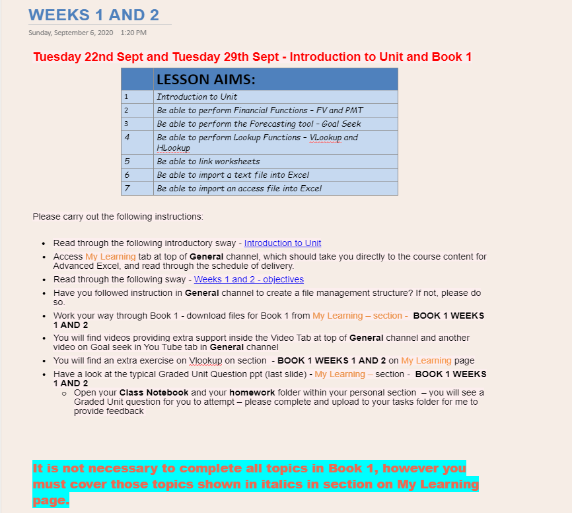 WEEKS 1 AND 2
Sunday, September 6, 2020 1:20 PM
Tuesday 22nd Sept and Tuesday 29th Sept - Introduction to Unit and Book 1
LESSON AIMS:
1 Introduction to Unit
2 Be able to perform Financial Functions - FV and PMT
3 Be able to perform the Forecasting tool - Goal Seek
4 Be able to perform Lookup Functions - VLookup and
HLookup
5 Be able to link worksheets
6 Be able to import a text file into Excel
7 Be able to import an access file into Excel
Please carry out the following instructions:
• Read through the following introductory sway - Introduction to Unit
• Access My Learning tab at top of General channel, which should take you directly to the course content for
Advanced Excel, and read through the schedule of delivery.
• Read through the following sway - Weeks 1 and 2 - objectives
• Have you followed instruction in General channel to create a file management structure? If not, please do
so.
• Work your way through Book 1 - download files for Book 1 from My Learning – section - BOOK 1 WEEKS
1 AND 2
• You will find videos providing extra support inside the Video Tab at top of General channel and another
video on Goal seek in You Tube tab in General channel
• You will find an extra exercise on Vlookup on section - BOOK 1 WEEKS 1 AND 2 on My Learning page
• Have a look at the typical Graded Unit Question ppt (last slide) - My Learning – section - BOOK 1 WEEKS
1 AND 2
o Open your Class Notebook and your homework folder within your personal section – you will see a
Graded Unit question for you to attempt – please complete and upload to your tasks folder for me to
provide feedback
It is not necessary to complete all topics in Book 1, however you
must cover those topics shown in italics in section on My Learning
page.